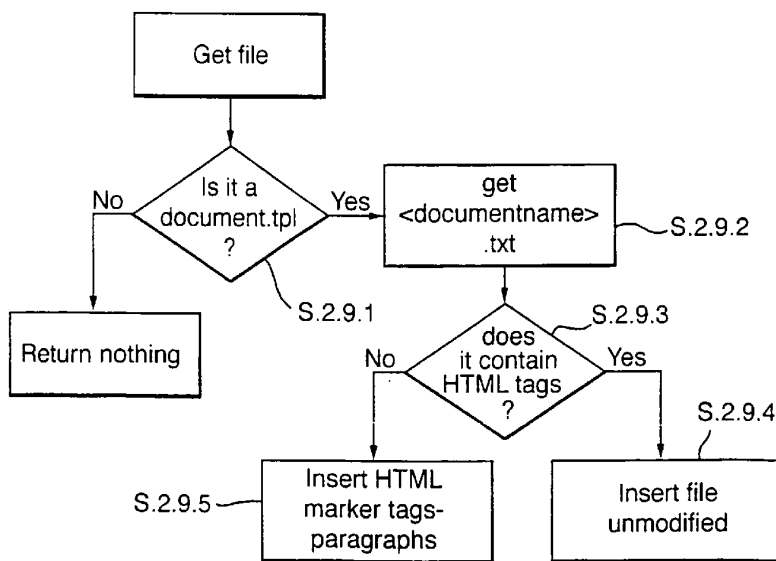 Get file
Is it a
document.tpl
?
No
Yes
get
<documentname>
.txt
S.2.9.2
S.2.9.1
Return nothing
does
it contain
HTML tags
?
S.2.9.3
No
Yes
S.2.9.4
Insert HTML
marker tags-
paragraphs
S.2.9.5
Insert file
unmodified